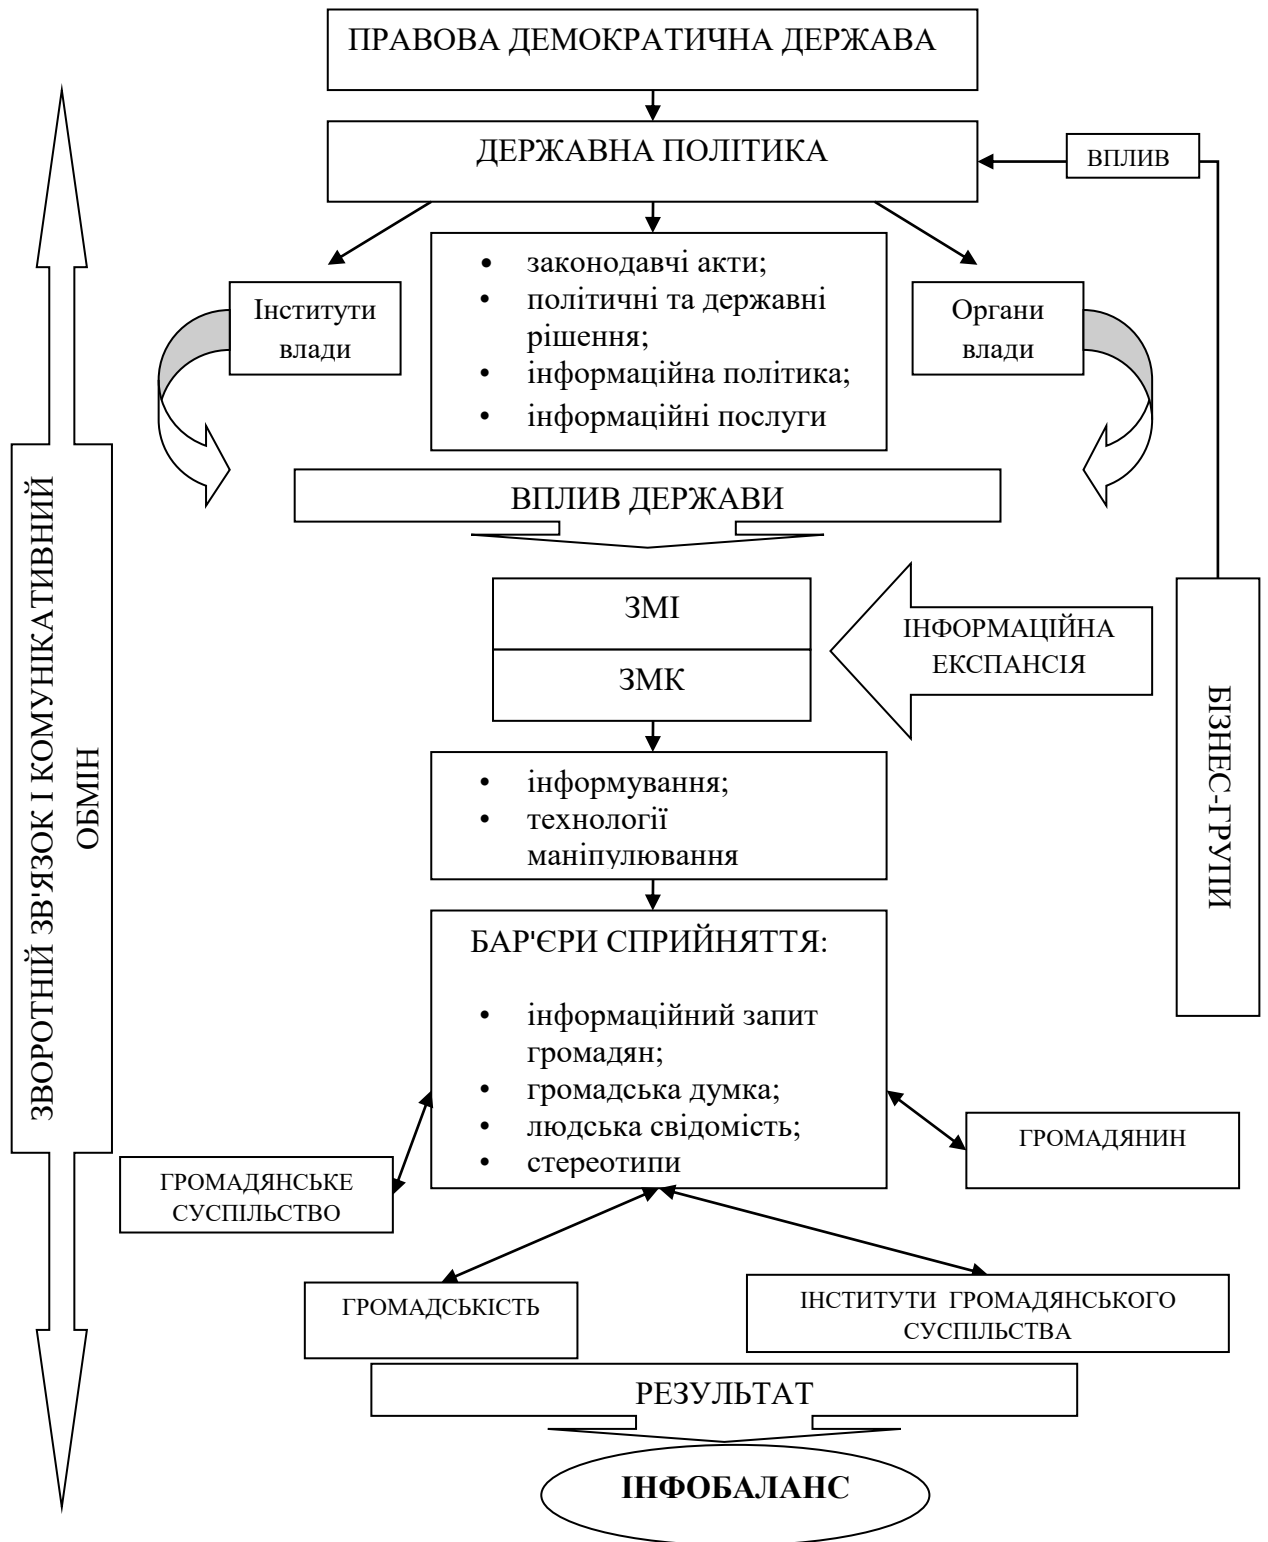 ПРАВОВА ДЕМОКРАТИЧНА ДЕРЖАВА
ДЕРЖАВНА ПОЛІТИКА
ВПЛИВ
• законодавчі акти;
• політичні та державні
рішення;
• інформаційна політика;
• інформаційні послуги
Інститути
влади
Органи
влади
ВПЛИВ ДЕРЖАВИ
ЗМІ
ЗМК
ІНФОРМАЦІЙНА
ЕКСПАНСІЯ
БІЗНЕС-ГРУПИ
ЗВОРОТНІЙ ЗВ'ЯЗОК І КОМУНІКАТИВНИЙ
ОБМІН
• інформування;
• технології
маніпулювання
БАР'ЄРИ СПРИЙНЯТТЯ:
• інформаційний запит
громадян;
• громадська думка;
• людська свідомість;
• стереотипи
ГРОМАДЯНИН
ГРОМАДЯНСЬКЕ
СУСПІЛЬСТВО
ГРОМАДСЬКІСТЬ
ІНСТИТУТИ ГРОМАДЯНСЬКОГО
СУСПІЛЬСТВА
РЕЗУЛЬТАТ
ІНФОБАЛАНС